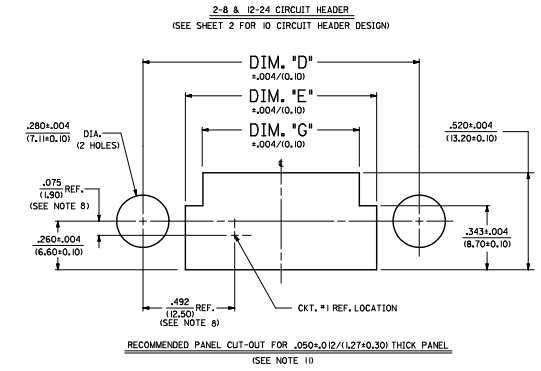 2-8 & 12-24 CIRCUIT HEADER
(SEE SHEET 2 FOR 10 CIRCUIT HEADER DESIGN)
DIM. "D"
±.004/(0.10)
DIM. "E"
±.004/(0.10)
DIM. "G"
±.004/(0.10)
.280±.004
(7.11±0.10)
DIA.
(2 HOLES)
.520±.004
(13.20±0.10)
.075
(1.90)
REF.
(SEE NOTE 8)
.260±.004
(6.60±0.10)
.343±.004
(8.70±0.10)
.492
(12.50)
REF.
(SEE NOTE 8)
CKT. #1 REF. LOCATION
RECOMMENDED PANEL CUT-OUT FOR .050±.012/(1.27±0.30) THICK PANEL
(SEE NOTE 11)